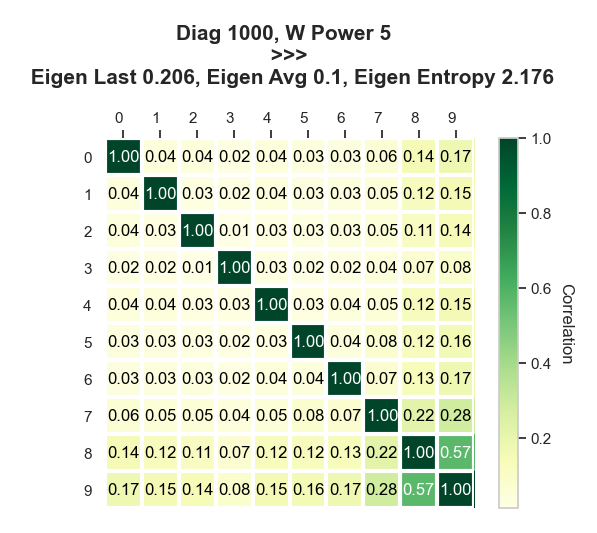 Diag 1000, W Power 5
>>>
Eigen Last 0.206, Eigen Avg 0.1, Eigen Entropy 2.176
0 1 2 3 4 5 6 7 8 9
0 1.00 0.04 0.04 0.02 0.04 0.03 0.03 0.06 0.14 0.17
1 0.04 1.00 0.03 0.02 0.04 0.03 0.03 0.05 0.12 0.15
2 0.04 0.03 1.00 0.01 0.03 0.03 0.03 0.05 0.11 0.14
3 0.02 0.02 0.01 1.00 0.03 0.02 0.02 0.04 0.07 0.08
4 0.04 0.04 0.03 0.03 1.00 0.03 0.04 0.05 0.12 0.15
5 0.03 0.03 0.03 0.02 0.03 1.00 0.04 0.08 0.12 0.16
6 0.03 0.03 0.03 0.02 0.04 0.04 1.00 0.07 0.13 0.17
7 0.06 0.05 0.05 0.04 0.05 0.08 0.07 1.00 0.22 0.28
8 0.14 0.12 0.11 0.07 0.12 0.12 0.13 0.22 1.00 0.57
9 0.17 0.15 0.14 0.08 0.15 0.16 0.17 0.28 0.57 1.00
1.0
0.8
0.6
0.4
0.2
Correlation